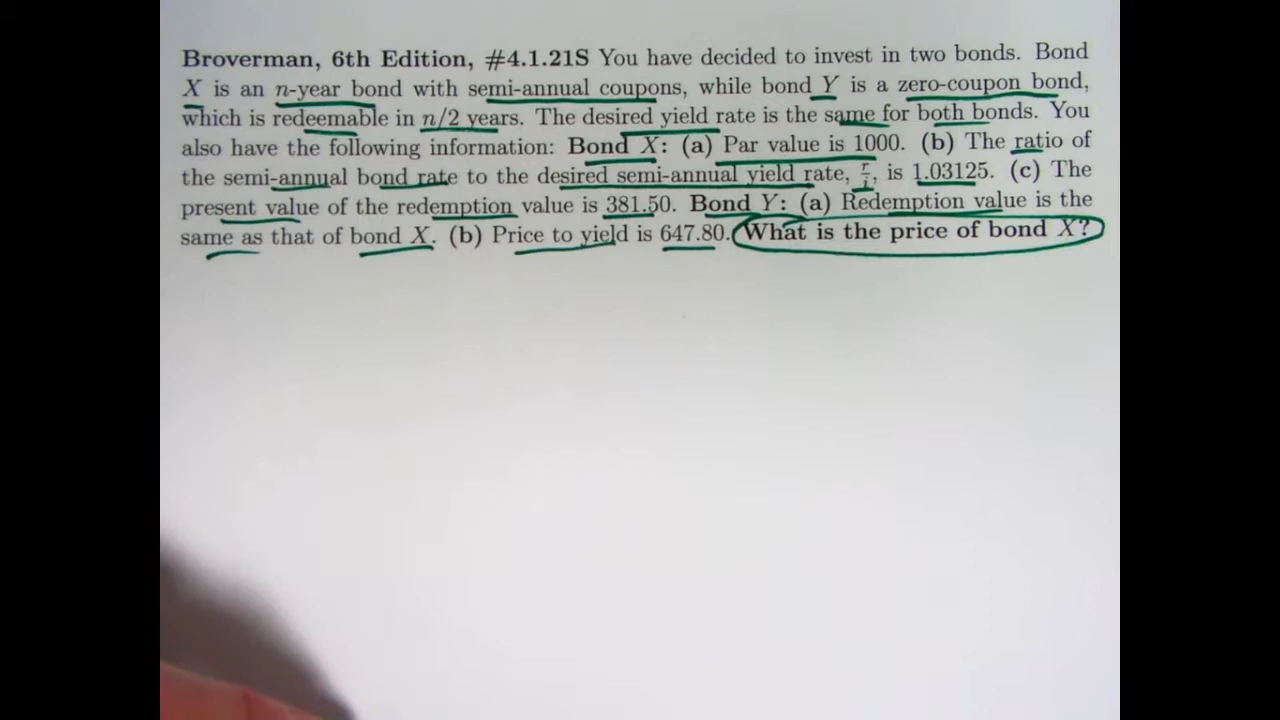 Broverman, 6th Edition, #4.1.21S You have decided to invest in two bonds. Bond
X is an n-year bond with semi-annual coupons, while bond Y is a zero-coupon bond,
which is redeemable in n/2 years. The desired yield rate is the same for both bonds. You
also have the following information: Bond X: (a) Par value is 1000. (b) The ratio of
the semi-annual bond rate to the desired semi-annual yield rate, r/i, is 1.03125. (c) The
present value of the redemption value is 381.50. Bond Y: (a) Redemption value is the
same as that of bond X. (b) Price to yield is 647.80. What is the price of bond X?